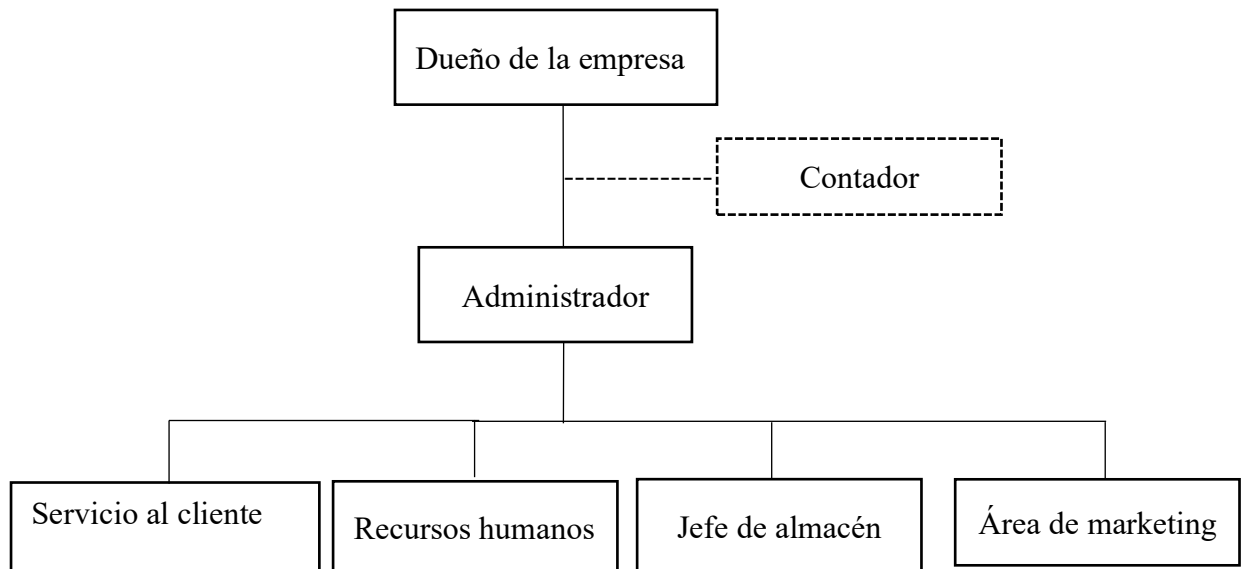 Dueño de la empresa
Contador
Administrador
Servicio al cliente
Recursos humanos
Jefe de almacén
Área de marketing